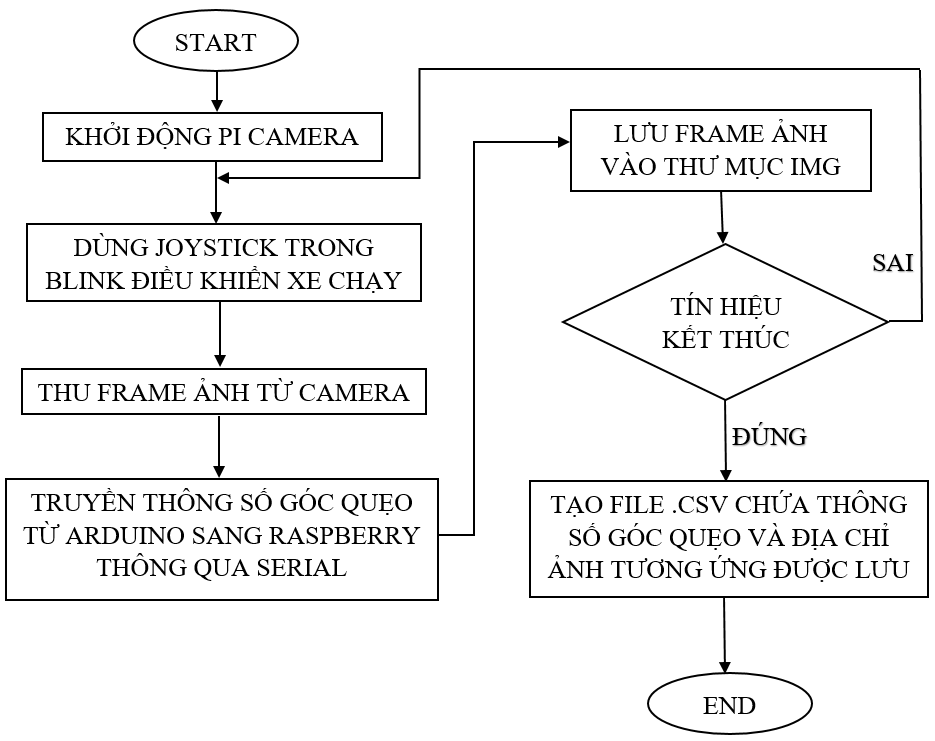 START
KHỞI ĐỘNG PI CAMERA
DÙNG JOYSTICK TRONG
BLINK ĐIỀU KHIỂN XE CHẠY
THU FRAME ẢNH TỪ CAMERA
TRUYỀN THÔNG SỐ GÓC QUẸO
TỪ ARDUINO SANG RASPBERRY
THÔNG QUA SERIAL
LƯU FRAME ẢNH
VÀO THƯ MỤC IMG
TÍN HIỆU
KẾT THÚC
SAI
ĐÚNG
TẠO FILE .CSV CHỨA THÔNG
SỐ GÓC QUẸO VÀ ĐỊA CHỈ
ẢNH TƯƠNG ỨNG ĐƯỢC LƯU
END